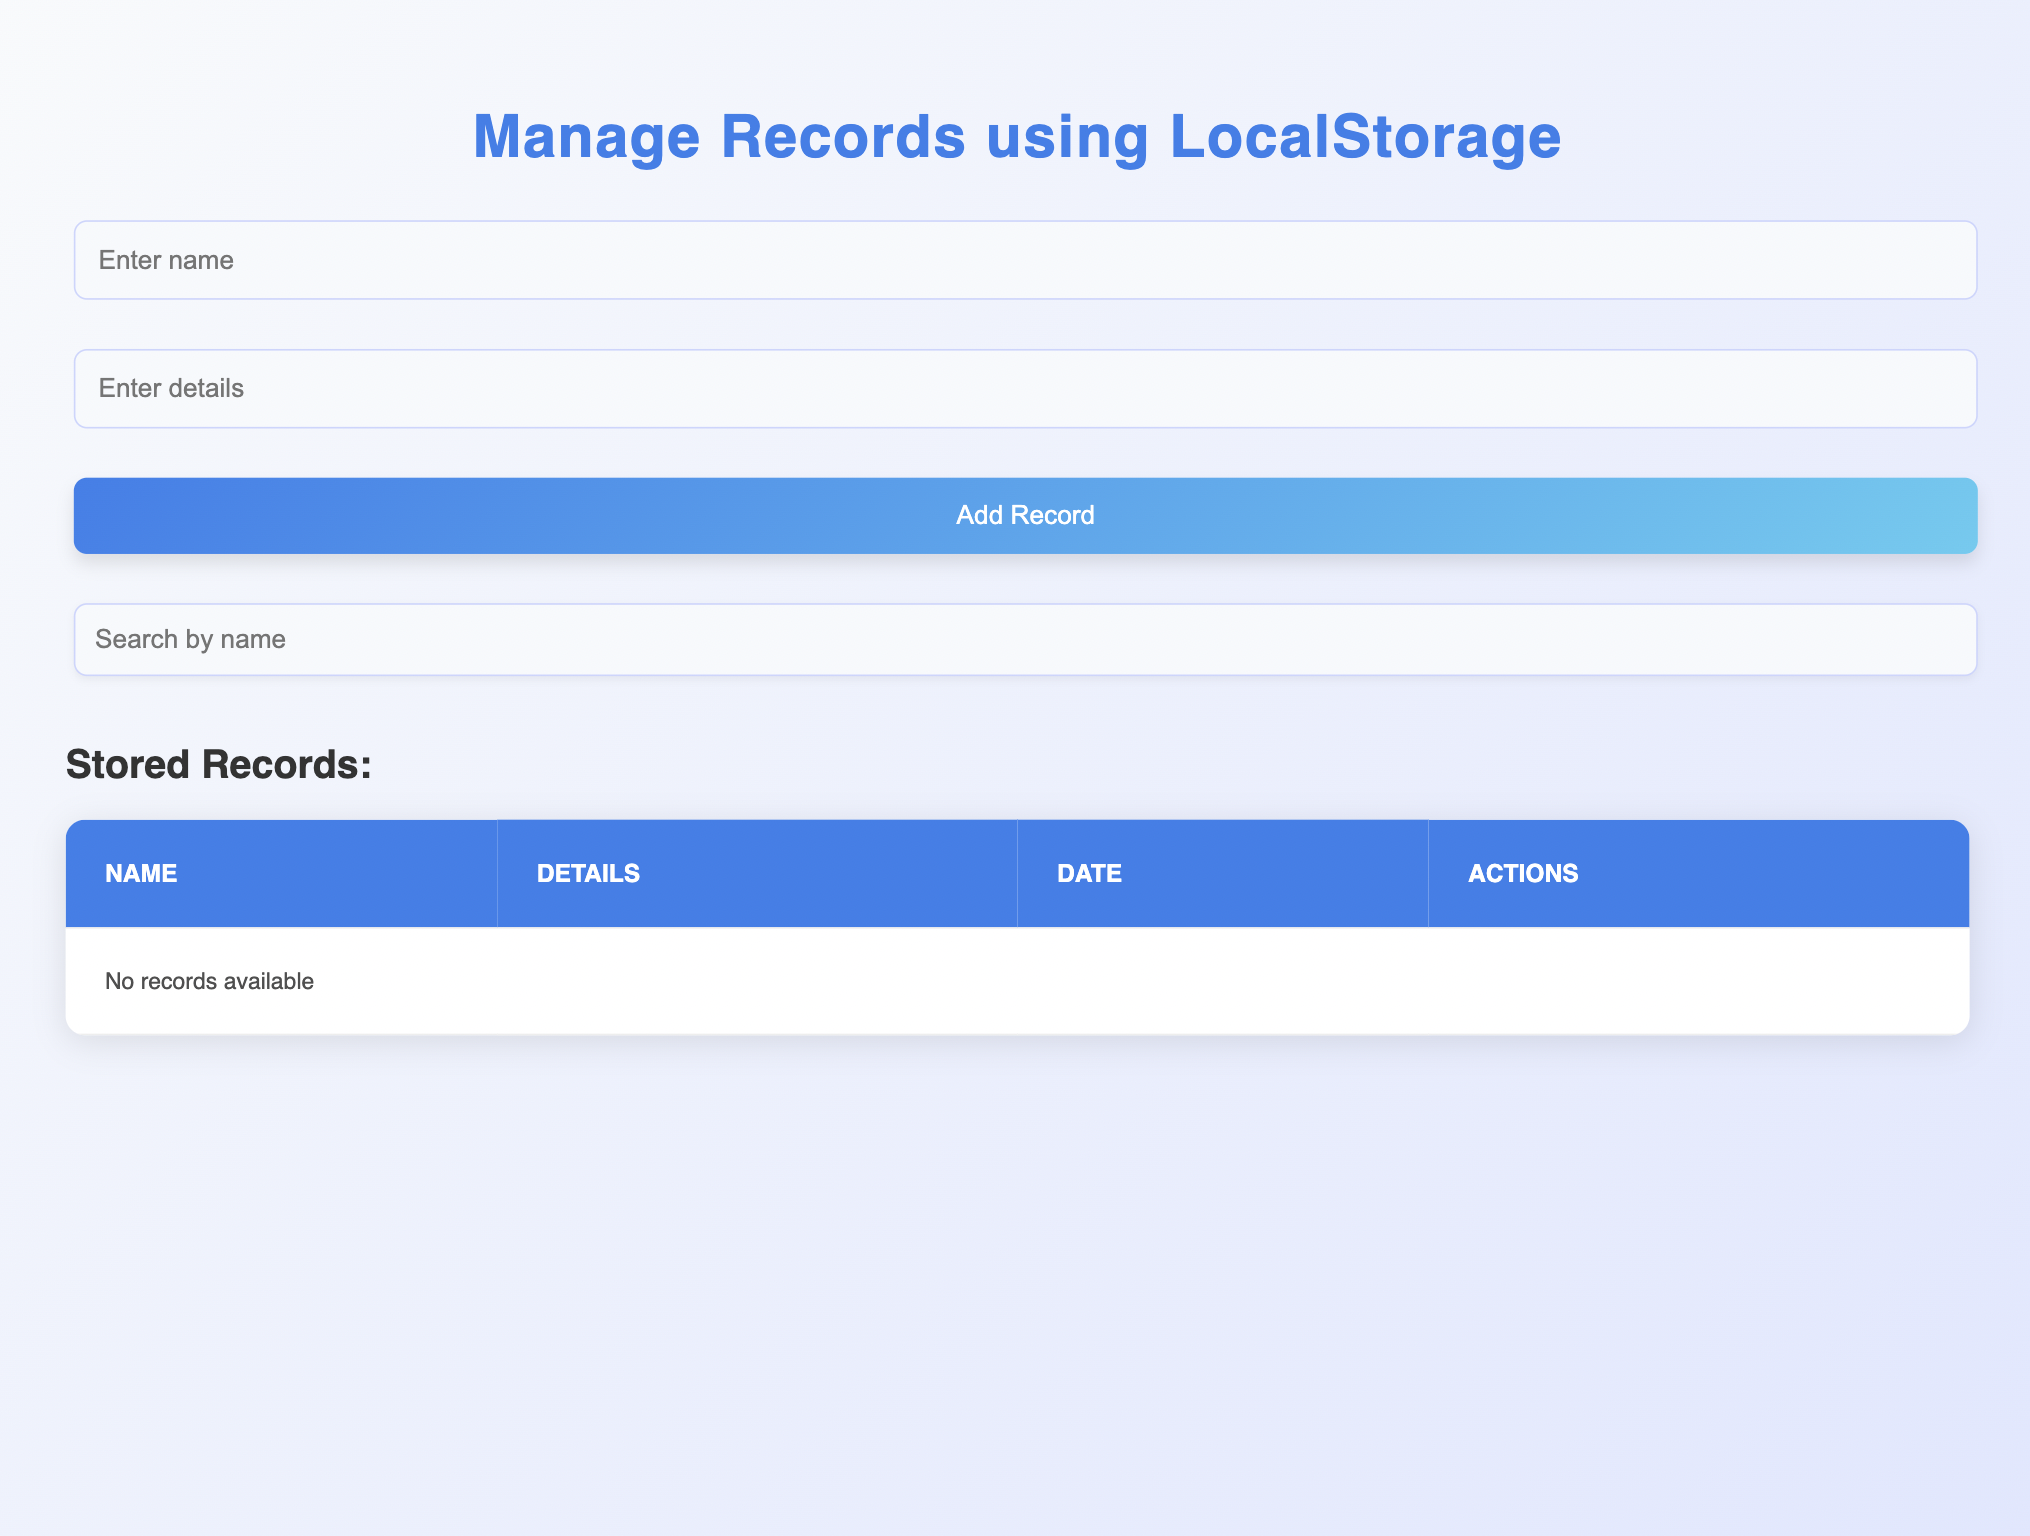 Manage Records using LocalStorage
Enter name
Enter details
Add Record
Search by name
Stored Records:
NAME DETAILS DATE ACTIONS
No records available